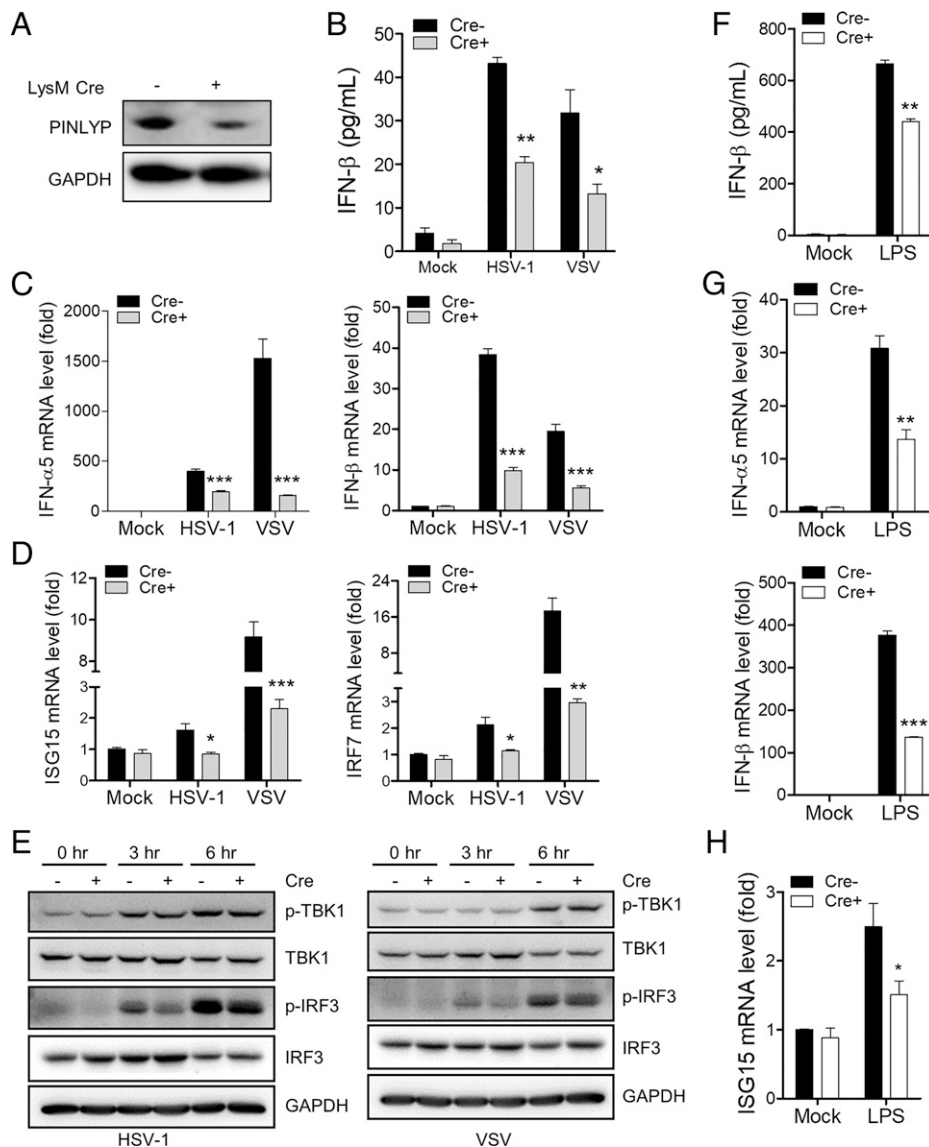 A
LysM Cre - +
PINLYP
GAPDH
B
Cre-
Cre+
IFN-β (pg/mL)
50
40
30
20
10
0
**
*
Mock HSV-1 VSV
F
Cre-
Cre+
IFN-β (pg/mL)
800
600
400
200
0
**
Mock LPS
C
Cre-
Cre+
IFN-α5 mRNA level (fold)
2000
1500
1000
500
0
*** ***
Mock HSV-1 VSV
Cre-
Cre+
IFN-β mRNA level (fold)
50
40
30
20
10
0
*** ***
Mock HSV-1 VSV
G
Cre-
Cre+
IFN-α5 mRNA level (fold)
40
30
20
10
0
**
Mock LPS
D
Cre-
Cre+
ISG15 mRNA level (fold)
12
10
8
3
2
1
0
* ***
Mock HSV-1 VSV
Cre-
Cre+
IRF7 mRNA level (fold)
24
16
8
3
2
1
0
* **
Mock HSV-1 VSV
Cre-
Cre+
IFN-β mRNA level (fold)
500
400
300
200
100
0
***
Mock LPS
E
0 hr 3 hr 6 hr
- + - + - + Cre
p-TBK1
TBK1
p-IRF3
IRF3
GAPDH
HSV-1
0 hr 3 hr 6 hr
- + - + - +
p-TBK1
TBK1
p-IRF3
IRF3
GAPDH
VSV
H
Cre-
Cre+
ISG15 mRNA level (fold)
3
2
1
0
*
Mock LPS